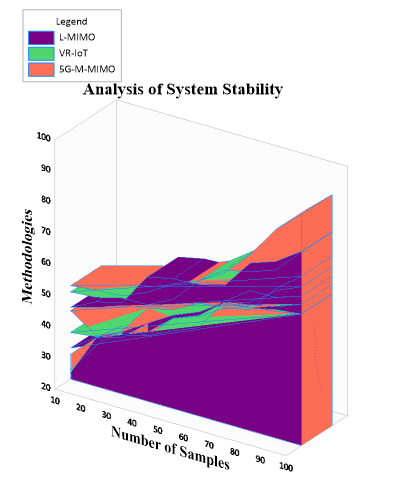 Legend
L-MIMO
VR-IoT
5G-M-MIMO
Analysis of System Stability
100
90
80
70
60
50
40
30
20
Methodologies
10
20
30
40
50
60
70
80
90
100
Number of Samples